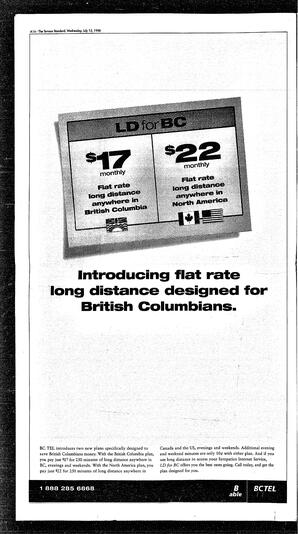 A16 - The Terrace Standard, Wednesday, July 15, 1998
LD for BC
$17
monthly
Flat rate
long distance
anywhere in
British Columbia
$22
monthly
Flat rate
long distance
anywhere in
North America
Introducing flat rate
long distance designed for
British Columbians.
BC TEL introduces two new plans specifically designed to
save British Columbians money. With the British Columbia plan,
you pay just $17 for 250 minutes of long distance anywhere in
BC, evenings and weekends. With the North America plan, you
pay just $22 for 250 minutes of long distance anywhere in
Canada and the US, evenings and weekends. Additional evening
and weekend minutes are only 10¢ with either plan. And if you
use long distance to access your Sympatico Internet Service,
LD for BC offers you the best rates going. Call today, and get the
plan designed for you.
1 888 285 6868
B
able
BCTEL